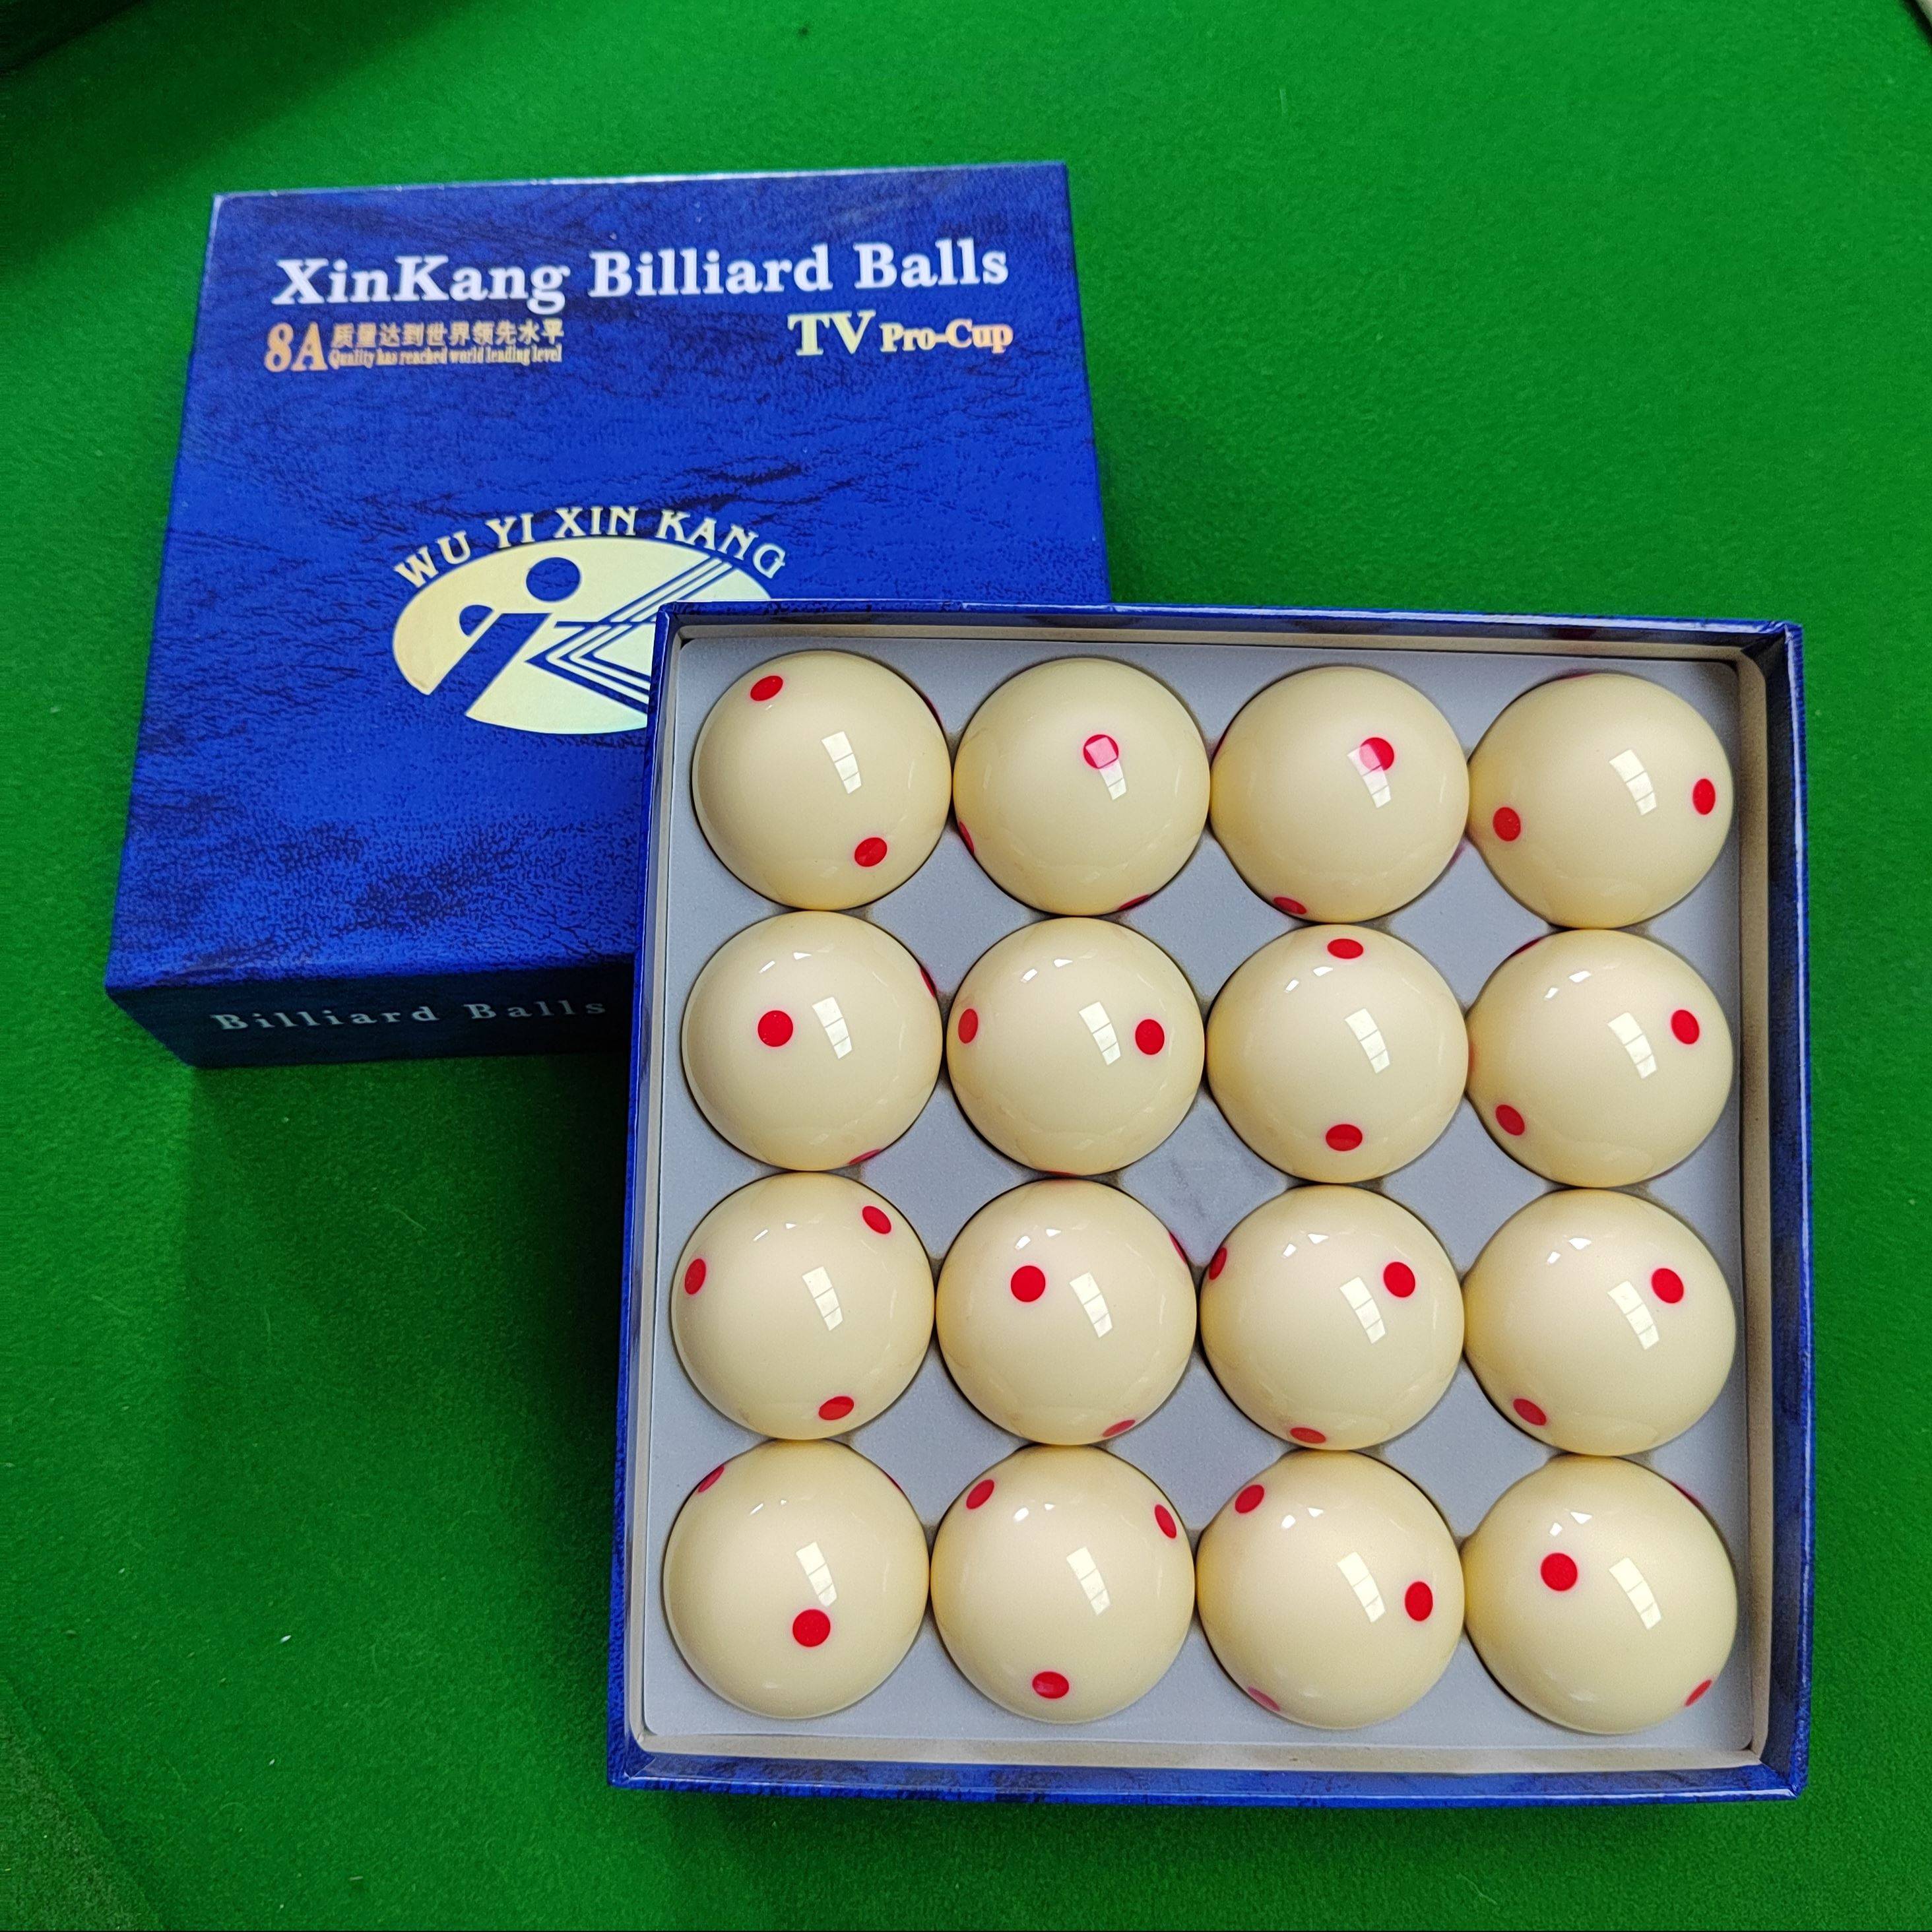 XinKang Billiard Balls
8A 质量达到世界领先水平
Quality has reached world leading level
TV Pro-Cup
WU YI XIN KANG
Billiard Balls